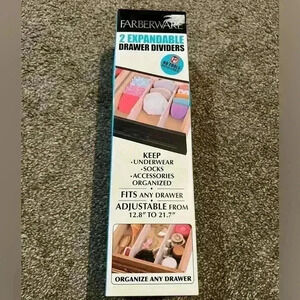 FARBERWARE
2 EXPANDABLE
DRAWER DIVIDERS
KEEP
•UNDERWEAR
•SOCKS
•ACCESSORIES
ORGANIZED
FITS ANY DRAWER
ADJUSTABLE FROM
12.8" TO 21.7"
ORGANIZE ANY DRAWER